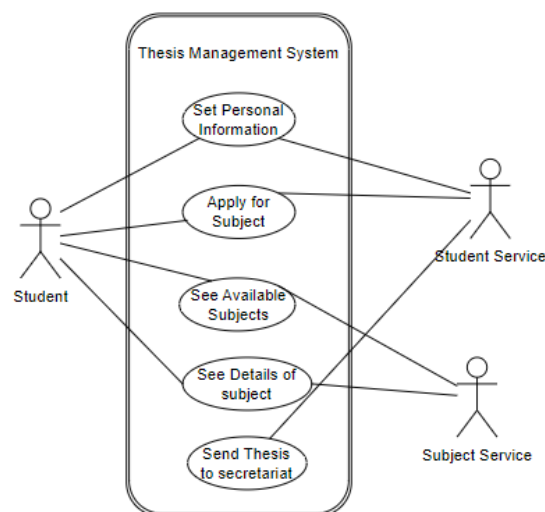 Thesis Management System
Set Personal
Information
Apply for
Subject
Student Service
Student
See Available
Subjects
See Details of
subject
Subject Service
Send Thesis
to secretariat